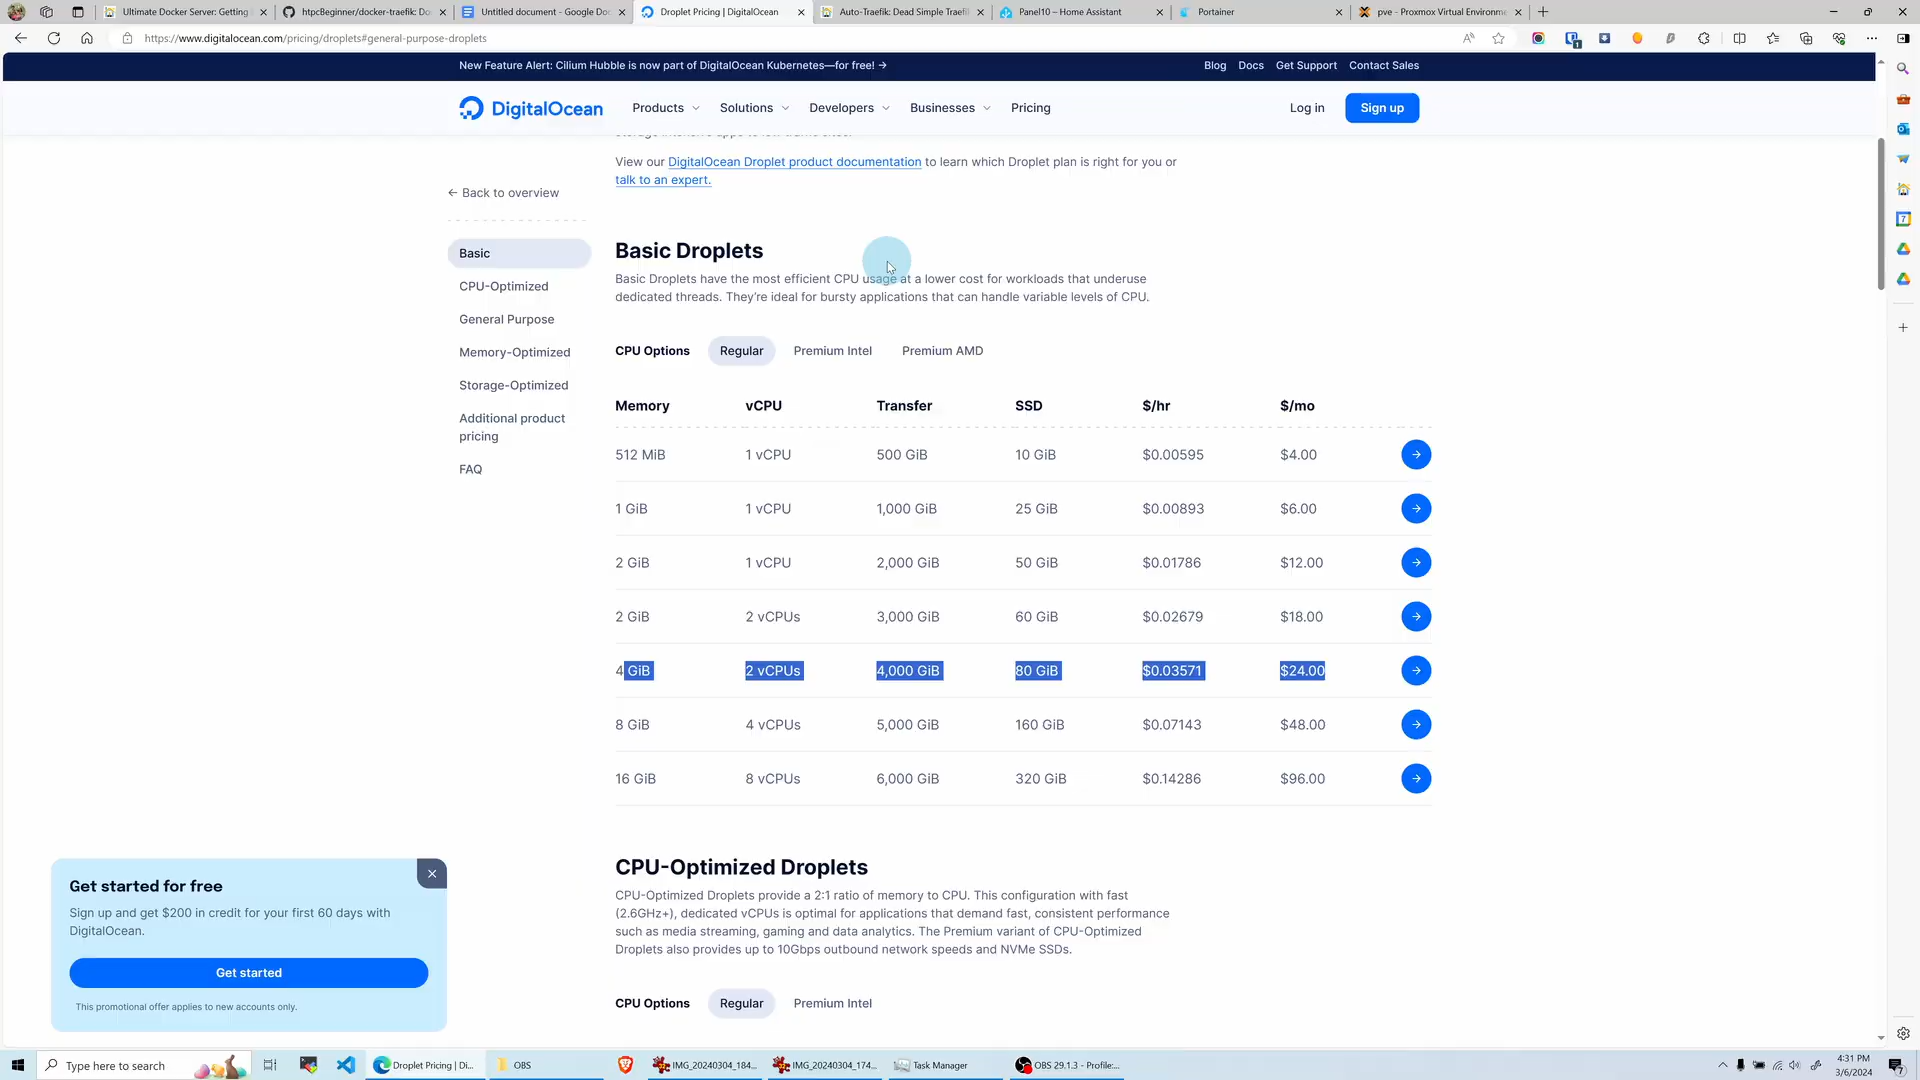 Ultimate Docker Server: Getting
htpcBeginner/docker-traefik: Do
Untitled document - Google Doc
Droplet Pricing | DigitalOcean
Auto-Traefik: Dead Simple Traefik
Panel10 – Home Assistant
Portainer
pve - Proxmox Virtual Environme
https://www.digitalocean.com/pricing/droplets#general-purpose-droplets
New Feature Alert: Cilium Hubble is now part of DigitalOcean Kubernetes—for free! →
Blog
Docs
Get Support
Contact Sales
DigitalOcean
Products
Solutions
Developers
Businesses
Pricing
Log in
Sign up
View our DigitalOcean Droplet product documentation to learn which Droplet plan is right for you or
talk to an expert.
← Back to overview
Basic
CPU-Optimized
General Purpose
Memory-Optimized
Storage-Optimized
Additional product
pricing
FAQ
Basic Droplets
Basic Droplets have the most efficient CPU usage at a lower cost for workloads that underuse
dedicated threads. They're ideal for bursty applications that can handle variable levels of CPU.
CPU Options Regular Premium Intel Premium AMD
Memory vCPU Transfer SSD $/hr $/mo
512 MiB 1 vCPU 500 GiB 10 GiB $0.00595 $4.00
1 GiB 1 vCPU 1,000 GiB 25 GiB $0.00893 $6.00
2 GiB 1 vCPU 2,000 GiB 50 GiB $0.01786 $12.00
2 GiB 2 vCPUs 3,000 GiB 60 GiB $0.02679 $18.00
4 GiB 2 vCPUs 4,000 GiB 80 GiB $0.03571 $24.00
8 GiB 4 vCPUs 5,000 GiB 160 GiB $0.07143 $48.00
16 GiB 8 vCPUs 6,000 GiB 320 GiB $0.14286 $96.00
CPU-Optimized Droplets
CPU-Optimized Droplets provide a 2:1 ratio of memory to CPU. This configuration with fast
(2.6GHz+), dedicated vCPUs is optimal for applications that demand fast, consistent performance
such as media streaming, gaming and data analytics. The Premium variant of CPU-Optimized
Droplets also provides up to 10Gbps outbound network speeds and NVMe SSDs.
CPU Options Regular Premium Intel
Get started for free
Sign up and get $200 in credit for your first 60 days with
DigitalOcean.
Get started
This promotional offer applies to new accounts only.
Type here to search
Droplet Pricing | Di...
OBS
IMG_20240304_184...
IMG_20240304_174...
Task Manager
OBS 29.1.3 - Profile:...
4:31 PM
3/6/2024